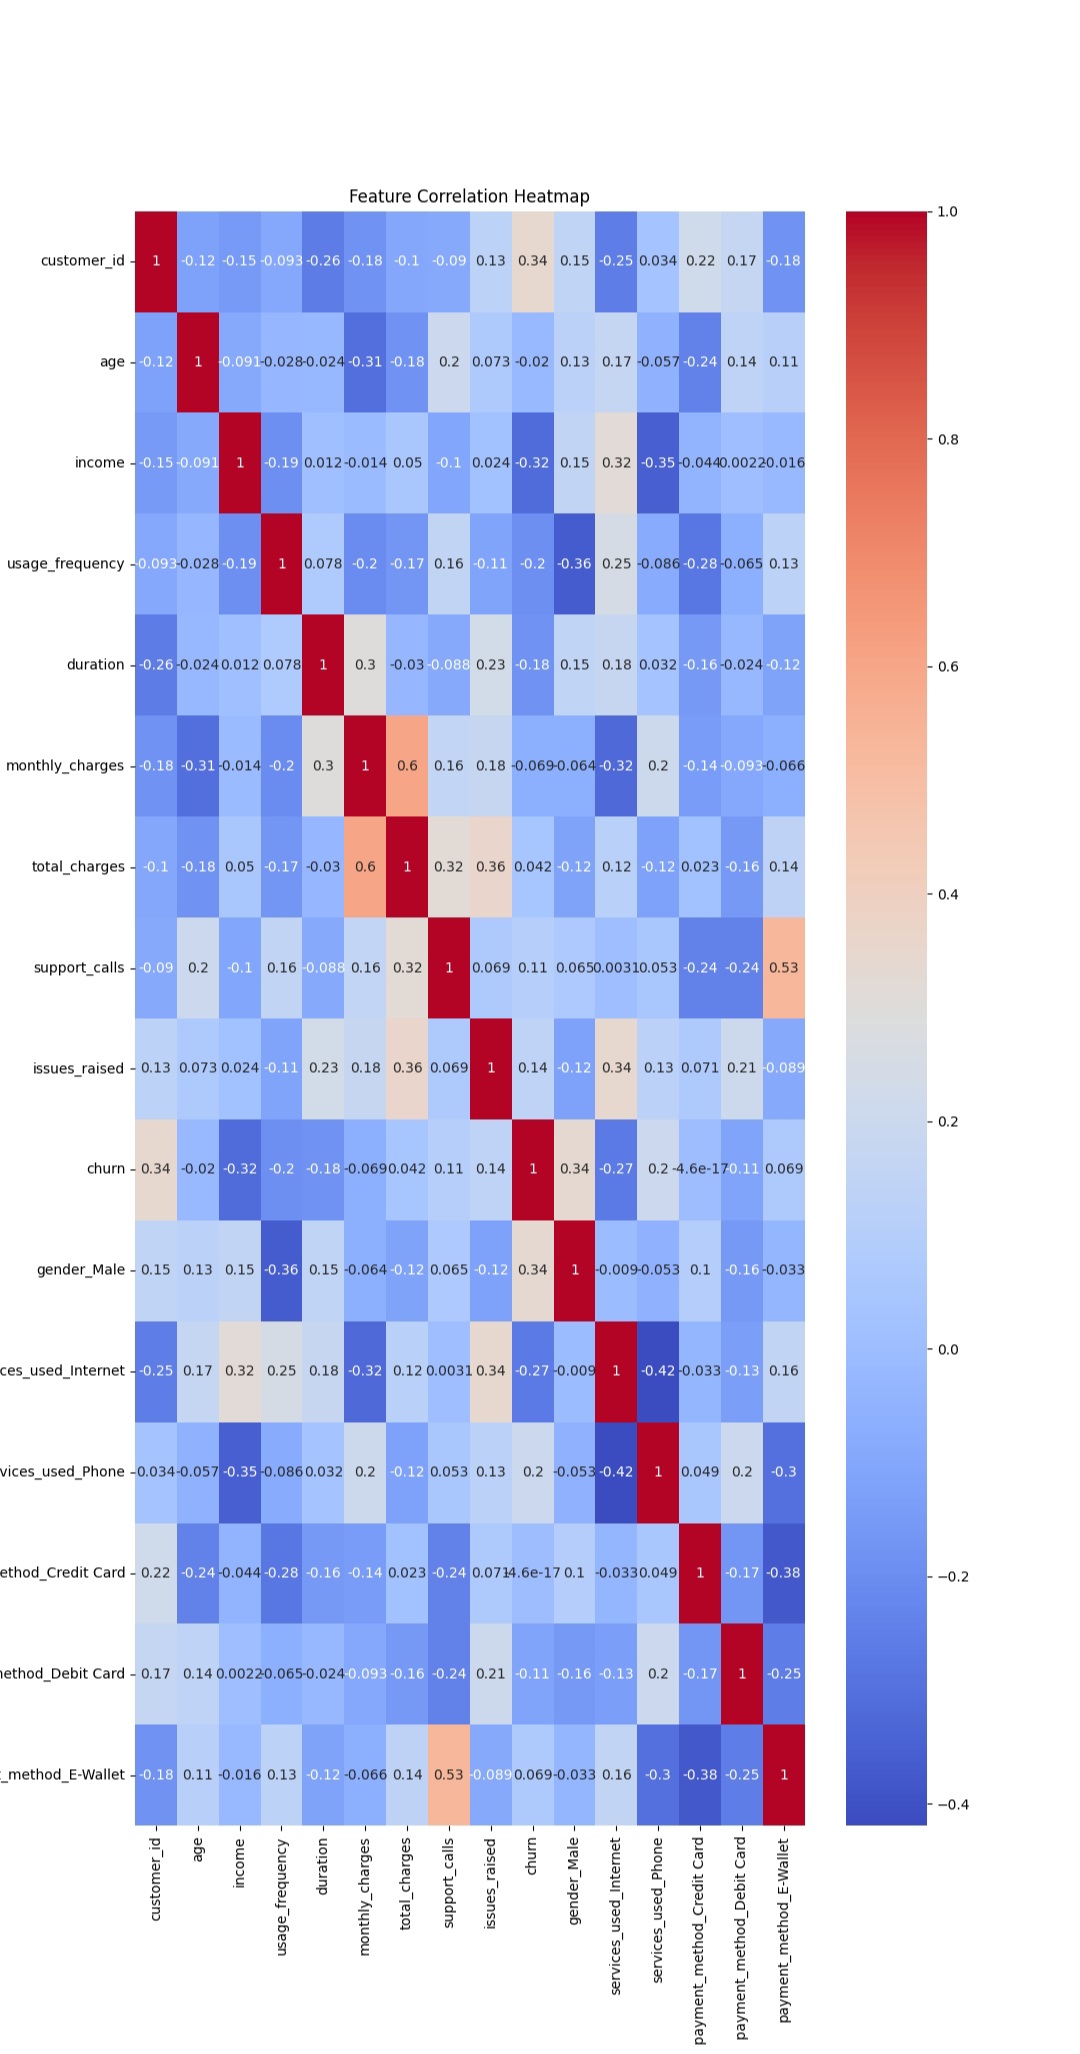 Feature Correlation Heatmap
customer_id 1 -0.12 -0.15 -0.093 -0.26 -0.18 -0.1 -0.09 0.13 0.34 0.15 -0.25 0.034 0.22 0.17 -0.18
age -0.12 1 -0.091 -0.028 -0.024 -0.31 -0.18 0.2 0.073 -0.02 0.13 0.17 -0.057 -0.24 0.14 0.11
income -0.15 -0.091 1 -0.19 0.012 -0.014 0.05 -0.1 0.024 -0.32 0.15 0.32 -0.35 -0.044 0.0022 -0.016
usage_frequency -0.093 -0.028 -0.19 1 0.078 -0.2 -0.17 0.16 -0.11 -0.2 -0.36 0.25 -0.086 -0.28 -0.065 0.13
duration -0.26 -0.024 0.012 0.078 1 0.3 -0.03 -0.088 0.23 -0.18 0.15 0.18 0.032 -0.16 -0.024 -0.12
monthly_charges -0.18 -0.31 -0.014 -0.2 0.3 1 0.6 0.16 0.18 -0.069 -0.064 -0.32 0.2 -0.14 -0.093 -0.066
total_charges -0.1 -0.18 0.05 -0.17 -0.03 0.6 1 0.32 0.36 0.042 -0.12 0.12 -0.12 0.023 -0.16 0.14
support_calls -0.09 0.2 -0.1 0.16 -0.088 0.16 0.32 1 0.069 0.11 0.065 0.0031 0.053 -0.24 -0.24 0.53
issues_raised 0.13 0.073 0.024 -0.11 0.23 0.18 0.36 0.069 1 0.14 -0.12 0.34 0.13 0.071 0.21 -0.089
churn 0.34 -0.02 -0.32 -0.2 -0.18 -0.069 0.042 0.11 0.14 1 0.34 -0.27 0.2 -4.6e-17 -0.11 0.069
gender_Male 0.15 0.13 0.15 -0.36 0.15 -0.064 -0.12 0.065 -0.12 0.34 1 -0.009 -0.053 0.1 -0.16 -0.033
ces_used_Internet -0.25 0.17 0.32 0.25 0.18 -0.32 0.12 0.0031 0.34 -0.27 -0.009 1 -0.42 -0.033 -0.13 0.16
vices_used_Phone 0.034 -0.057 -0.35 -0.086 0.032 0.2 -0.12 0.053 0.13 0.2 -0.053 -0.42 1 0.049 0.2 -0.3
ethod_Credit Card 0.22 -0.24 -0.044 -0.28 -0.16 -0.14 0.023 -0.24 0.071 -4.6e-17 0.1 -0.033 0.049 1 -0.17 -0.38
method_Debit Card 0.17 0.14 0.0022 -0.065 -0.024 -0.093 -0.16 -0.24 0.21 -0.11 -0.16 -0.13 0.2 -0.17 1 -0.25
t_method_E-Wallet -0.18 0.11 -0.016 0.13 -0.12 -0.066 0.14 0.53 -0.089 0.069 -0.033 0.16 -0.3 -0.38 -0.25 1
customer_id
age
income
usage_frequency
duration
monthly_charges
total_charges
support_calls
issues_raised
churn
gender_Male
services_used_Internet
services_used_Phone
payment_method_Credit Card
payment_method_Debit Card
payment_method_E-Wallet
1.0
0.8
0.6
0.4
0.2
0.0
−0.2
−0.4